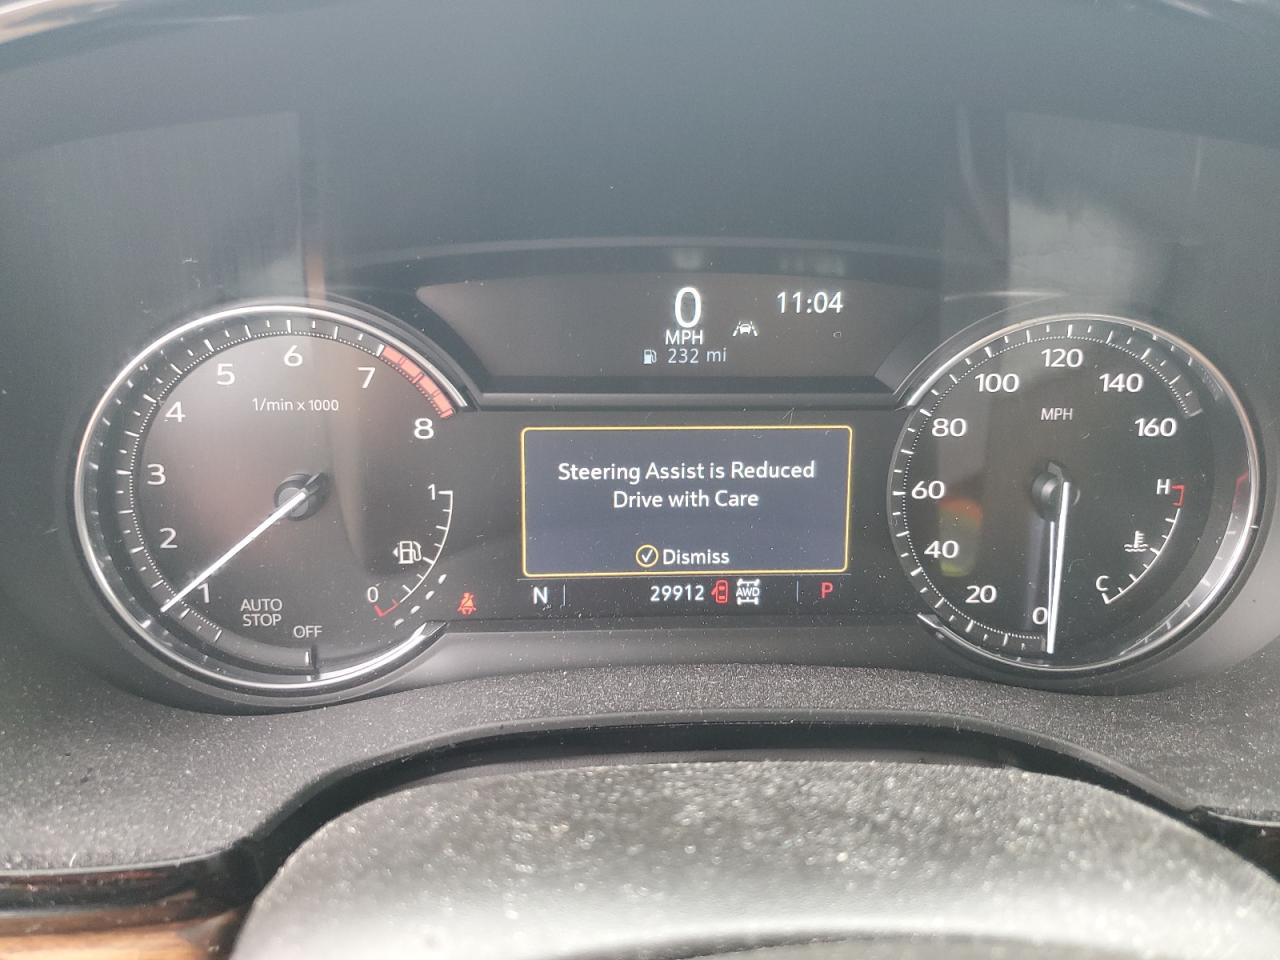 0
MPH
11:04
232 mi
1/min x 1000
1
2
3
4
5
6
7
8
AUTO
STOP
OFF
1
0
Steering Assist is Reduced
Drive with Care
Dismiss
N
29912
AWD
P
MPH
0
20
40
60
80
100
120
140
160
H
C